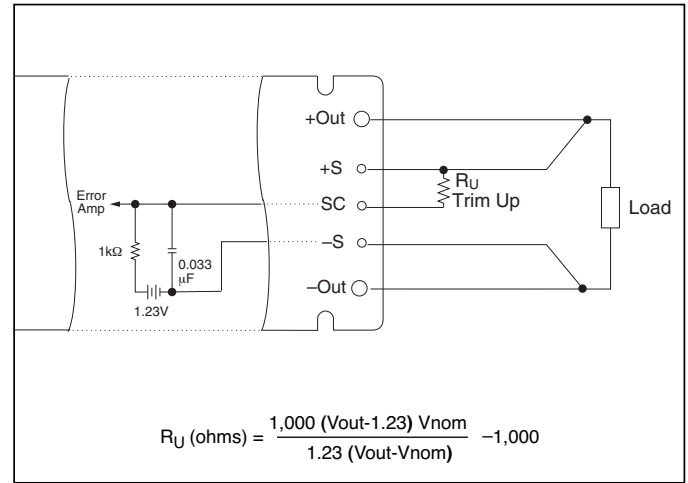 +Out
+S
RU
Trim Up
Error
Amp
SC
Load
1kΩ
0.033
µF
–S
–Out
1.23V
RU (ohms) = 1,000 (Vout-1.23) Vnom / 1.23 (Vout-Vnom) –1,000